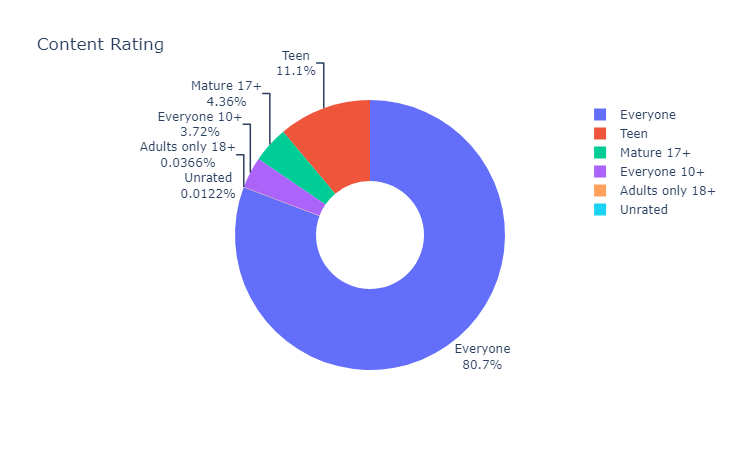 Content Rating
Teen
11.1%
Mature 17+
4.36%
Everyone 10+
3.72%
Adults only 18+
0.0366%
Unrated
0.0122%
Everyone
80.7%
Everyone
Teen
Mature 17+
Everyone 10+
Adults only 18+
Unrated